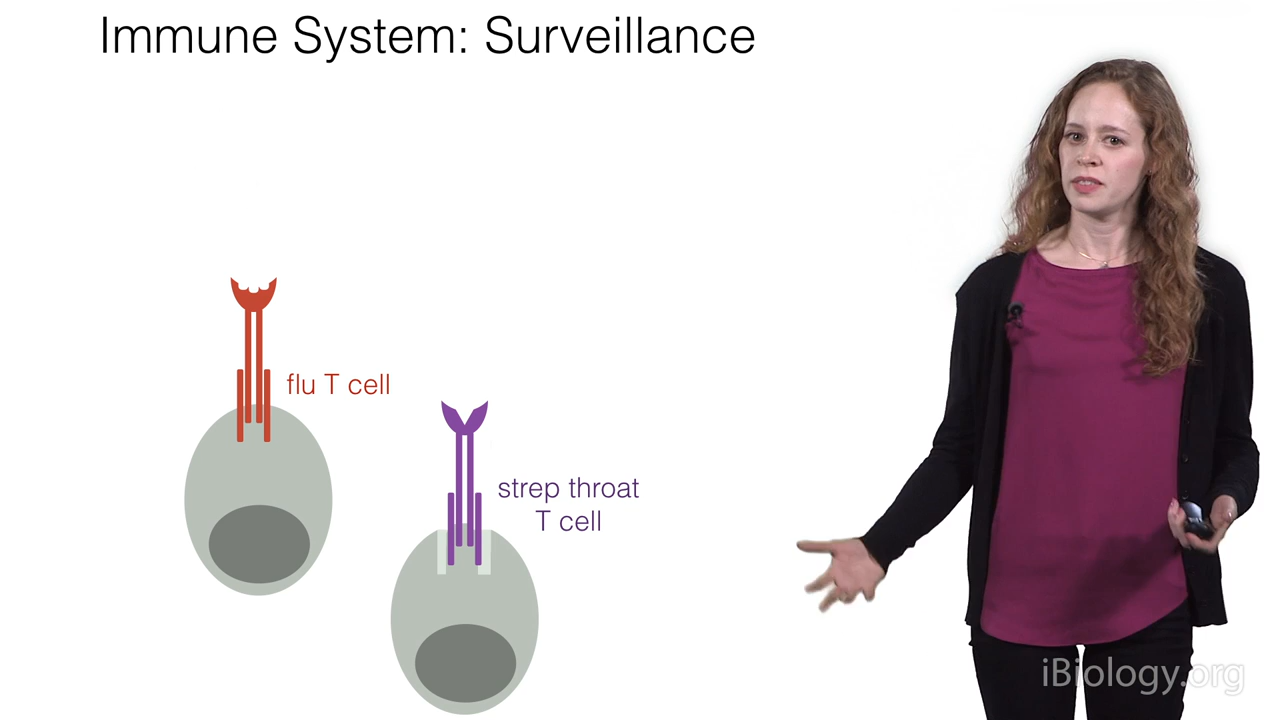 Immune System: Surveillance
flu T cell
strep throat
T cell
iBiology.org